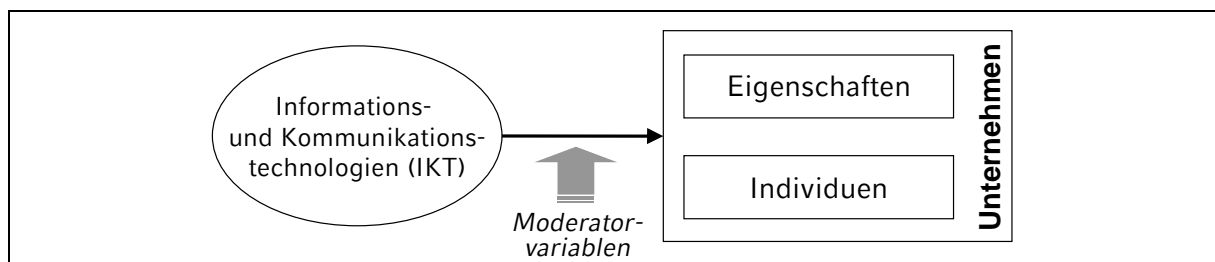 Informations-
und Kommunikations-
technologien (IKT)
Moderator-
variablen
Eigenschaften
Individuen
Unternehmen